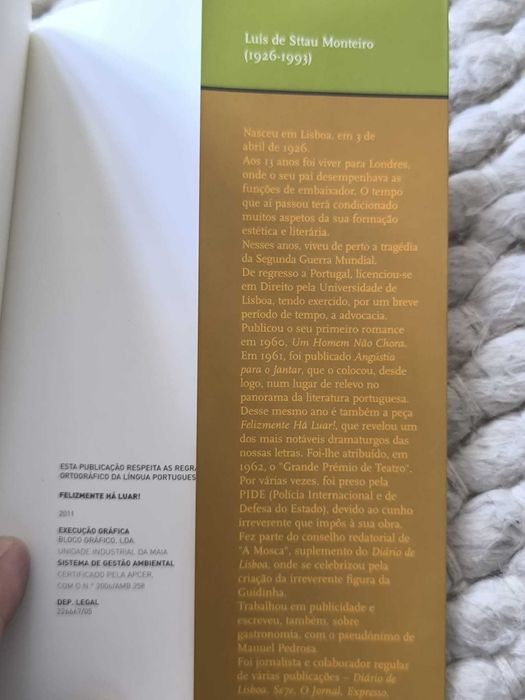 Luís de Sttau Monteiro
(1926-1993)
Nasceu em Lisboa, em 3 de
abril de 1926.
Aos 13 anos foi viver para Londres,
onde o seu pai desempenhava as
funções de embaixador. O tempo
que aí passou terá condicionado
muitos aspetos da sua formação
estética e literária.
Nesses anos, viveu de perto a tragédia
da Segunda Guerra Mundial.
De regresso a Portugal, licenciou-se
em Direito pela Universidade de
Lisboa, tendo exercido, por um breve
período de tempo, a advocacia.
Publicou o seu primeiro romance
em 1960, Um Homem Não Chora.
Em 1961, foi publicado Angústia
para o Jantar, que o colocou, desde
logo, num lugar de relevo no
panorama da literatura portuguesa.
Desse mesmo ano é também a peça
Felizmente Há Luar!, que revelou um
dos mais notáveis dramaturgos das
nossas letras. Foi-lhe atribuído, em
1962, o "Grande Prémio de Teatro".
Por várias vezes, foi preso pela
PIDE (Polícia Internacional e de
Defesa do Estado), devido ao cunho
irreverente que impôs à sua obra.
Fez parte do conselho redatorial de
"A Mosca", suplemento do Diário de
Lisboa, onde se celebrizou pela
criação da irreverente figura da
Guidinha.
Trabalhou em publicidade e
escreveu, também, sobre
gastronomia, com o pseudónimo de
Manuel Pedrosa.
Foi jornalista e colaborador regular
de várias publicações – Diário de
Lisboa, Se7e, O Jornal, Expresso,
ESTA PUBLICAÇÃO RESPEITA AS REGRA
ORTOGRÁFICO DA LÍNGUA PORTUGUES
FELIZMENTE HÁ LUAR!
2011
EXECUÇÃO GRÁFICA
BLOCO GRÁFICO, LDA.
UNIDADE INDUSTRIAL DA MAIA
SISTEMA DE GESTÃO AMBIENTAL
CERTIFICADO PELA APCER,
COM O N.º 2006/AMB.258
DEP. LEGAL
226667/05